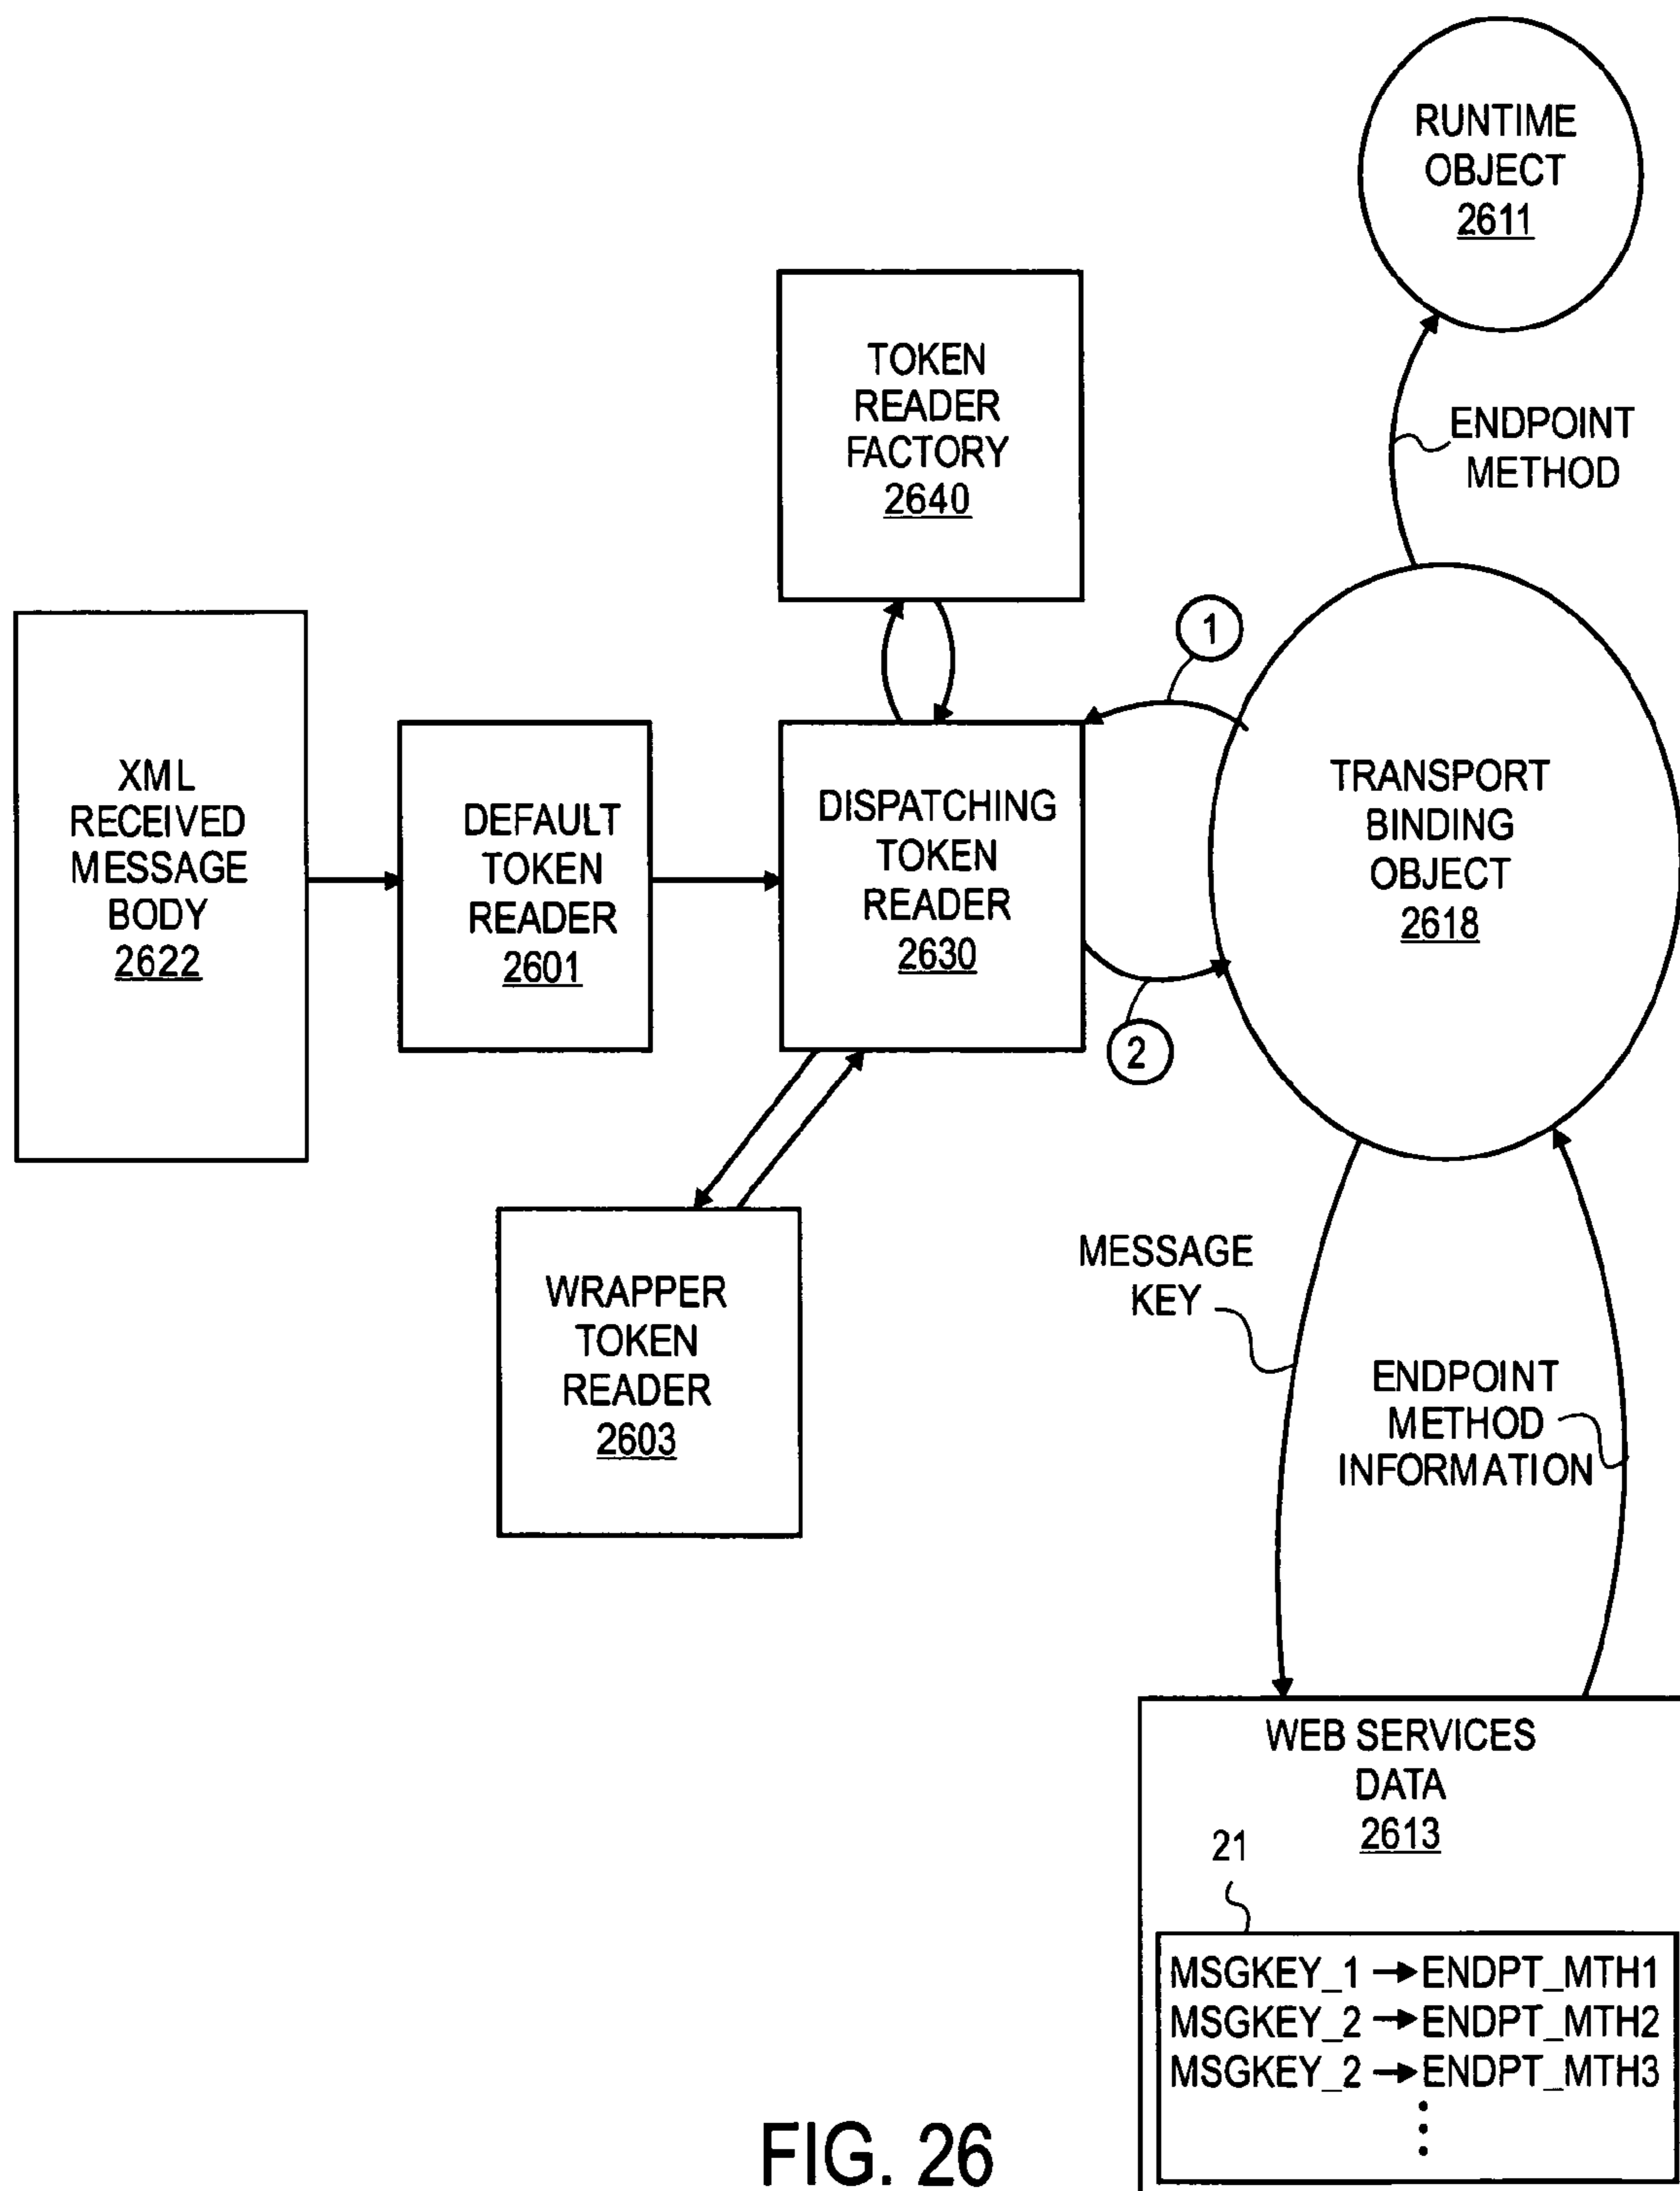 RUNTIME
OBJECT
2611
ENDPOINT
METHOD
TOKEN
READER
FACTORY
2640
1
XML
RECEIVED
MESSAGE
BODY
2622
DEFAULT
TOKEN
READER
2601
DISPATCHING
TOKEN
READER
2630
TRANSPORT
BINDING
OBJECT
2618
2
WRAPPER
TOKEN
READER
2603
MESSAGE
KEY
ENDPOINT
METHOD
INFORMATION
WEB SERVICES
DATA
2613
21
MSGKEY_1 → ENDPT_MTH1
MSGKEY_2 → ENDPT_MTH2
MSGKEY_2 → ENDPT_MTH3
FIG. 26